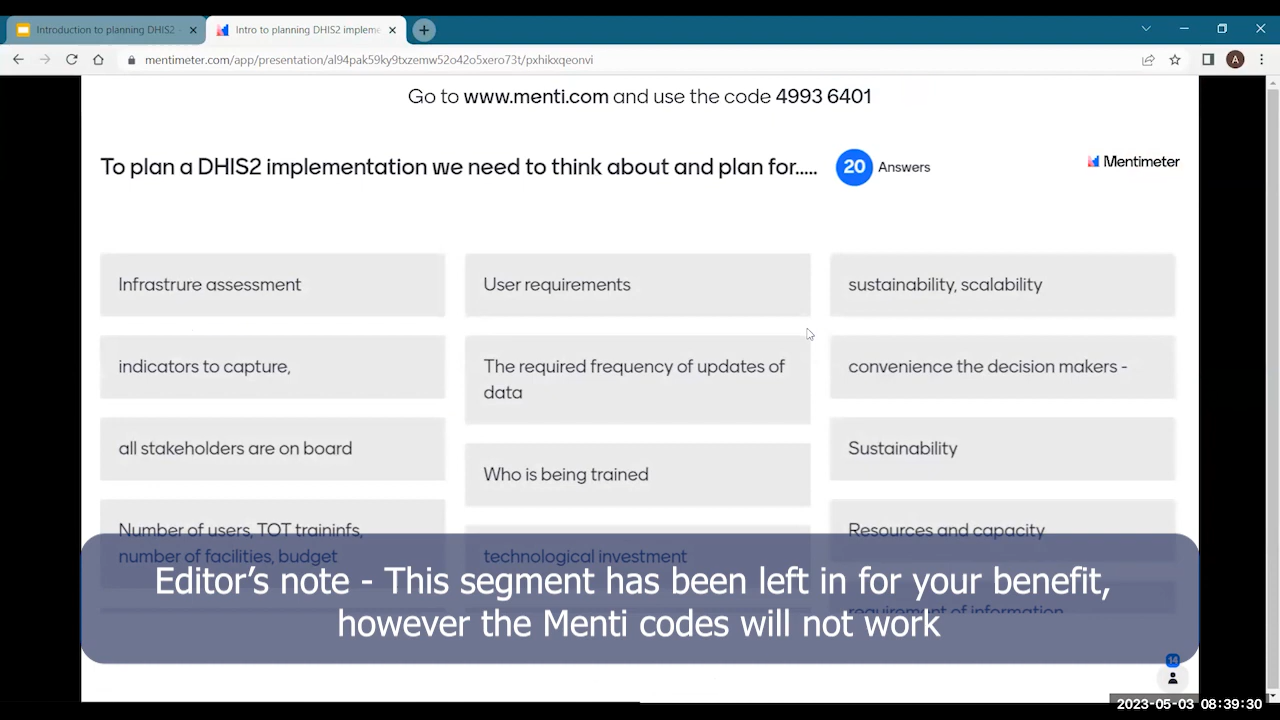 Introduction to planning DHIS2
Intro to planning DHIS2 impleme
mentimeter.com/app/presentation/al94pak59ky9txzemw52o42o5xero73t/pxhikxqeonvi
A
Go to www.menti.com and use the code 4993 6401
To plan a DHIS2 implementation we need to think about and plan for.....
20 Answers
Mentimeter
Infrastrure assessment
indicators to capture,
all stakeholders are on board
Number of users, TOT traininfs,
number of facilities, budget
User requirements
The required frequency of updates of
data
Who is being trained
technological investment
sustainability, scalability
convenience the decision makers -
Sustainability
Resources and capacity
requirement of information
Editor's note - This segment has been left in for your benefit,
however the Menti codes will not work
14
2023-05-03 08:39:30